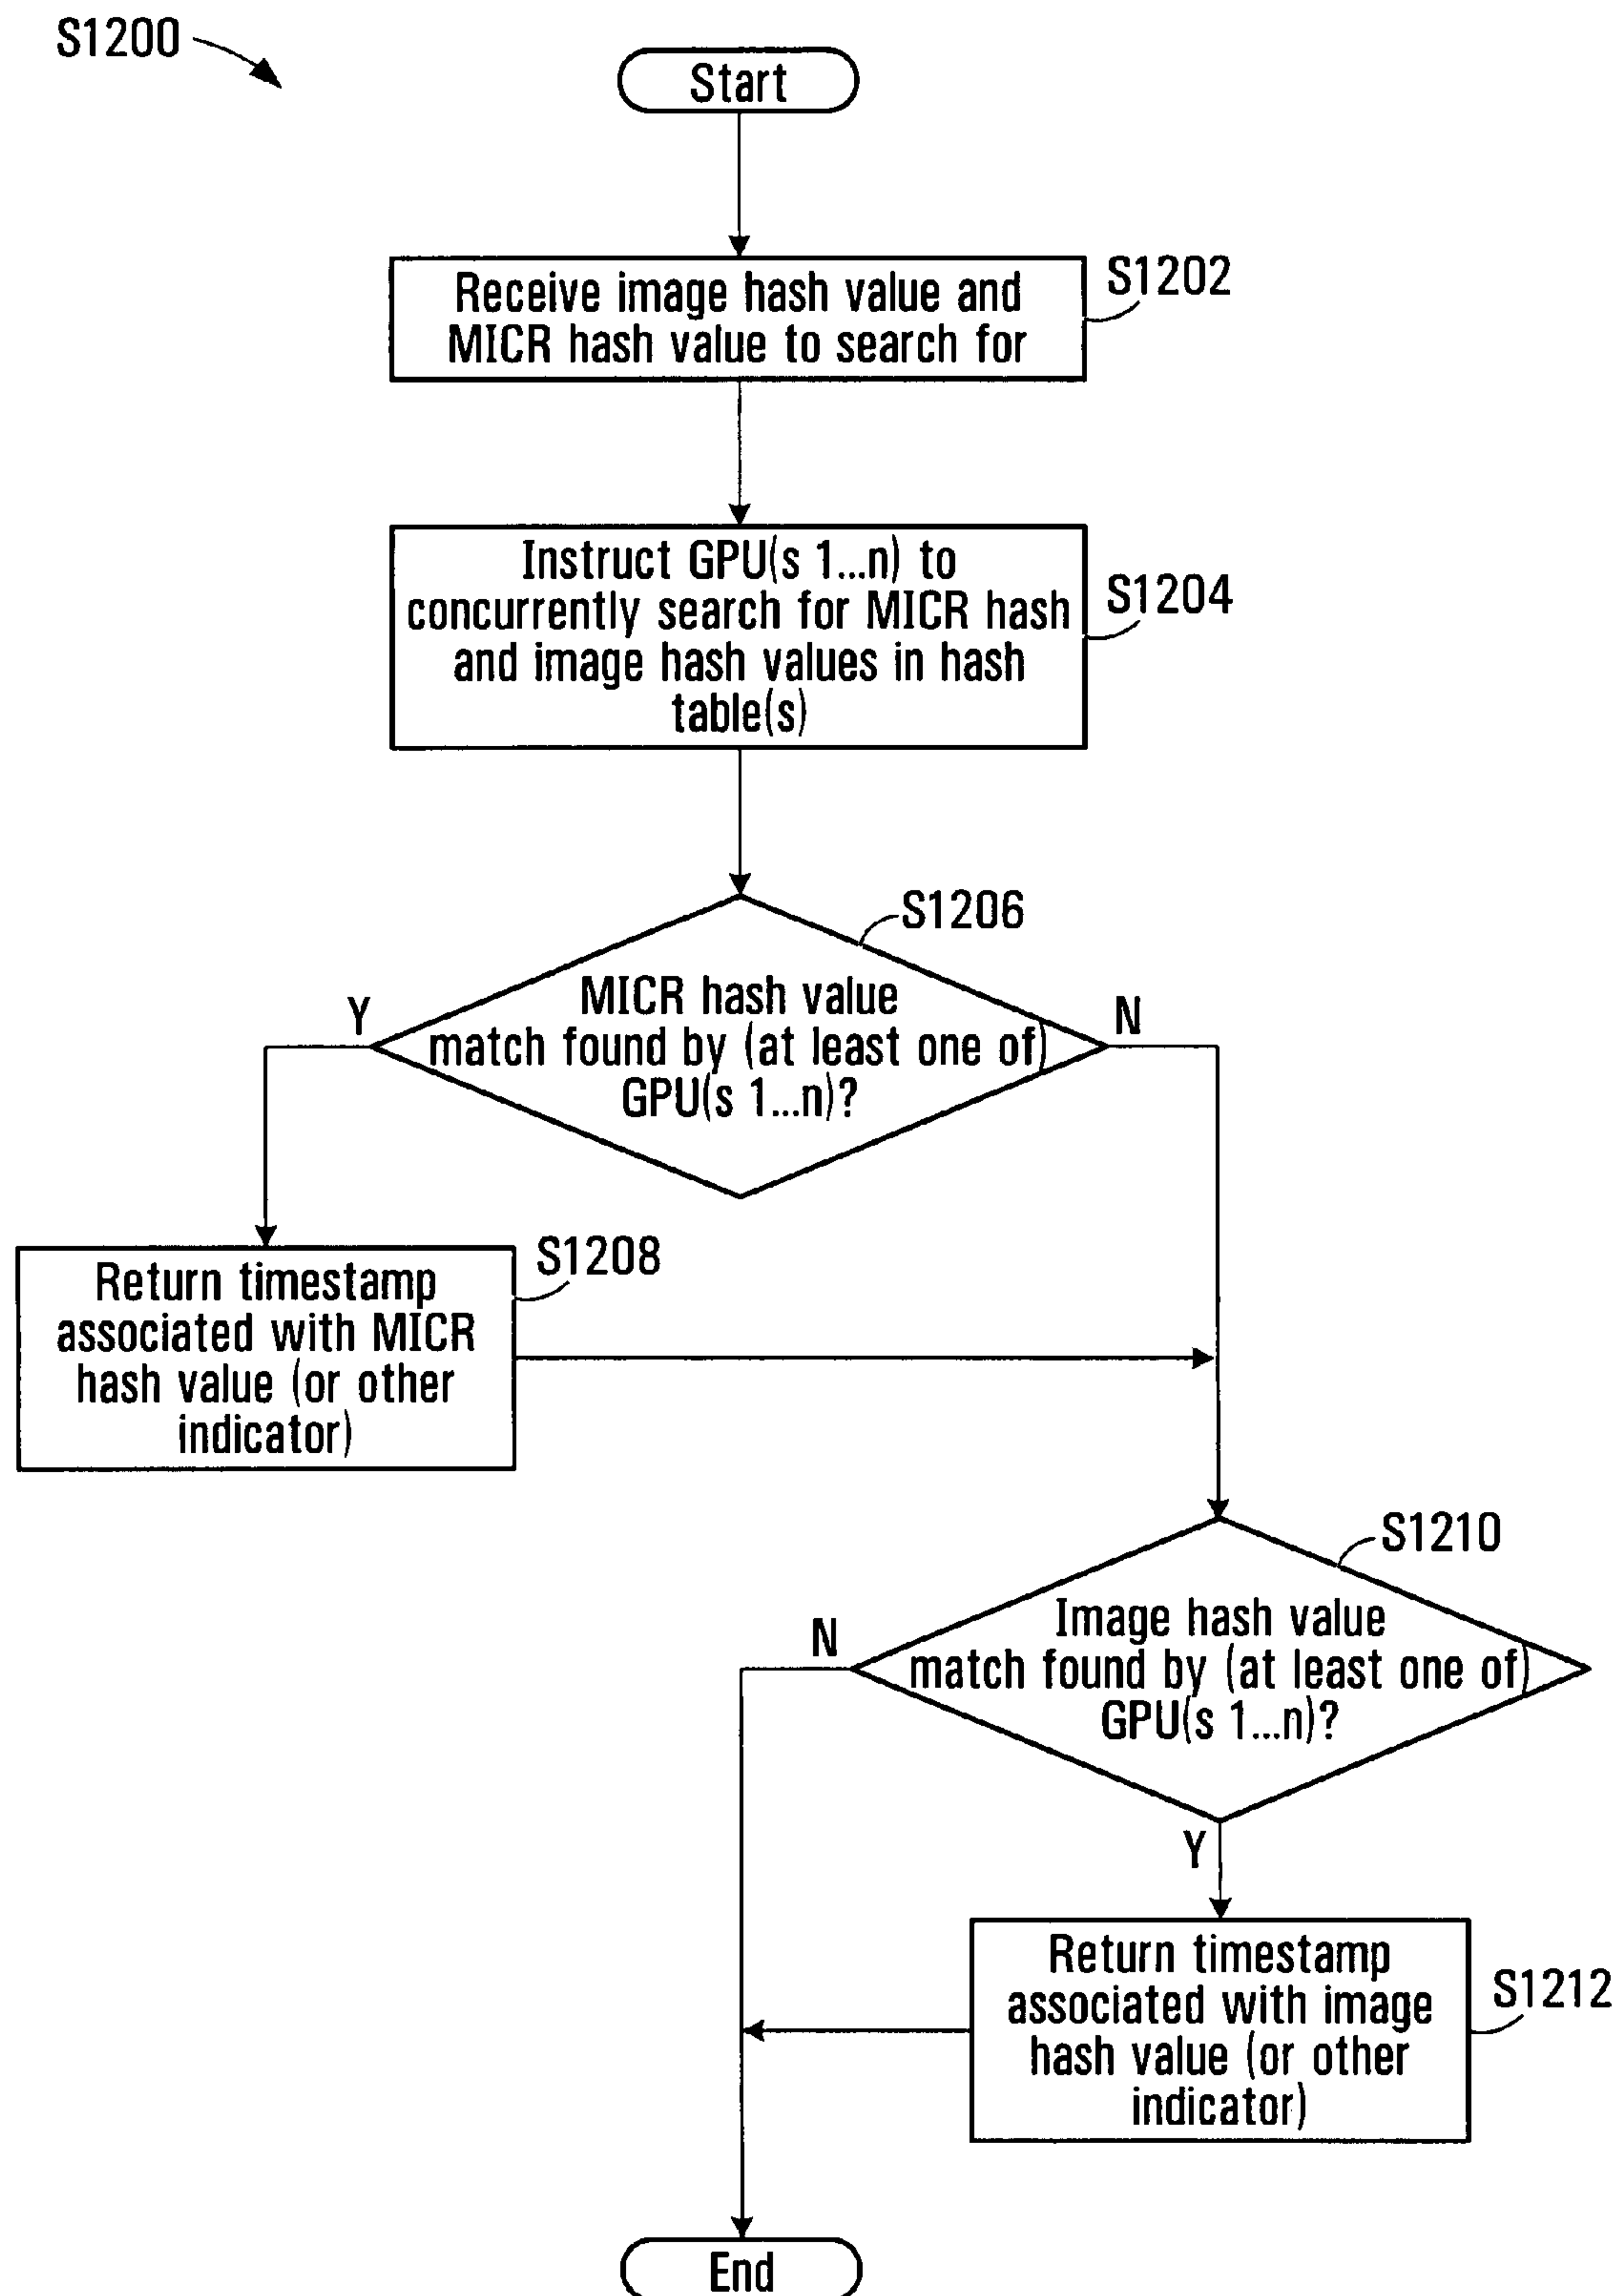 S1200
Start
Receive image hash value and
MICR hash value to search for
S1202
Instruct GPU(s 1...n) to
concurrently search for MICR hash
and image hash values in hash
table(s)
S1204
S1206
MICR hash value
match found by (at least one of)
GPU(s 1...n)?
Y
N
Return timestamp
associated with MICR
hash value (or other
indicator)
S1208
S1210
Image hash value
match found by (at least one of)
GPU(s 1...n)?
N
Y
Return timestamp
associated with image
hash value (or other
indicator)
S1212
End